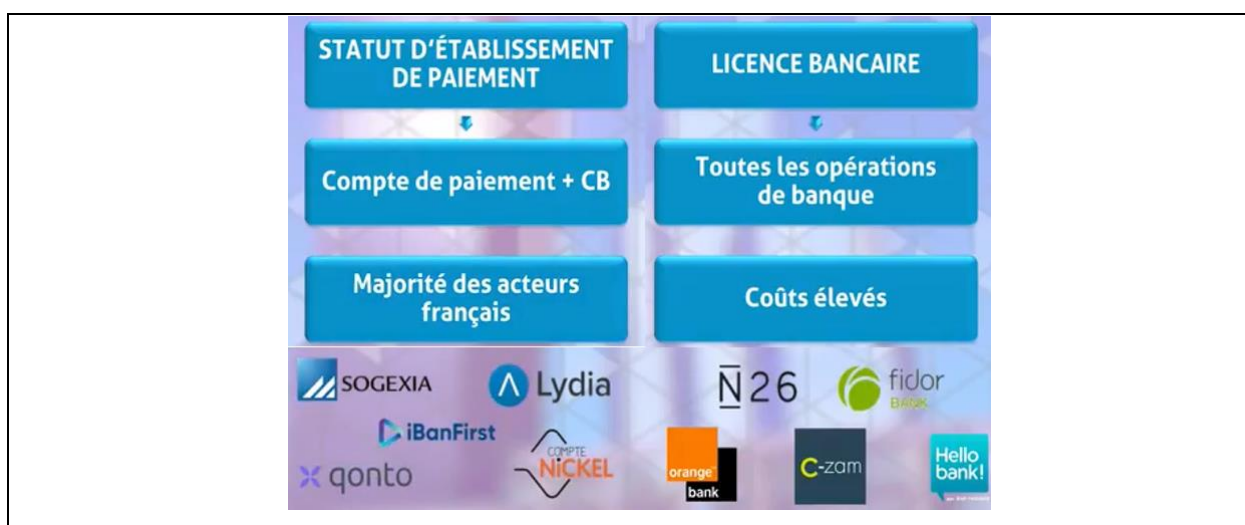 STATUT D'ÉTABLISSEMENT
DE PAIEMENT
LICENCE BANCAIRE
Compte de paiement + CB
Toutes les opérations
de banque
Majorité des acteurs
français
Coûts élevés
SOGEXIA
Lydia
N26
fidor
BANK
iBanFirst
qonto
COMPTE
NiCKEL
orange
bank
C-zam
Hello
bank!